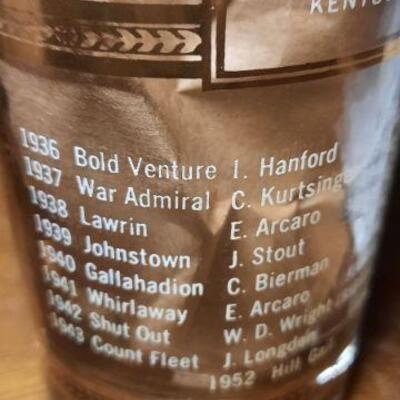 KENTU
1936 Bold Venture I. Hanford
1937 War Admiral C. Kurtsinge
1938 Lawrin E. Arcaro
1939 Johnstown J. Stout
1940 Gallahadion C. Bierman
1941 Whirlaway E. Arcaro
1942 Shut Out W. D. Wright
1943 Count Fleet J. Longden
1952 Hill Gail